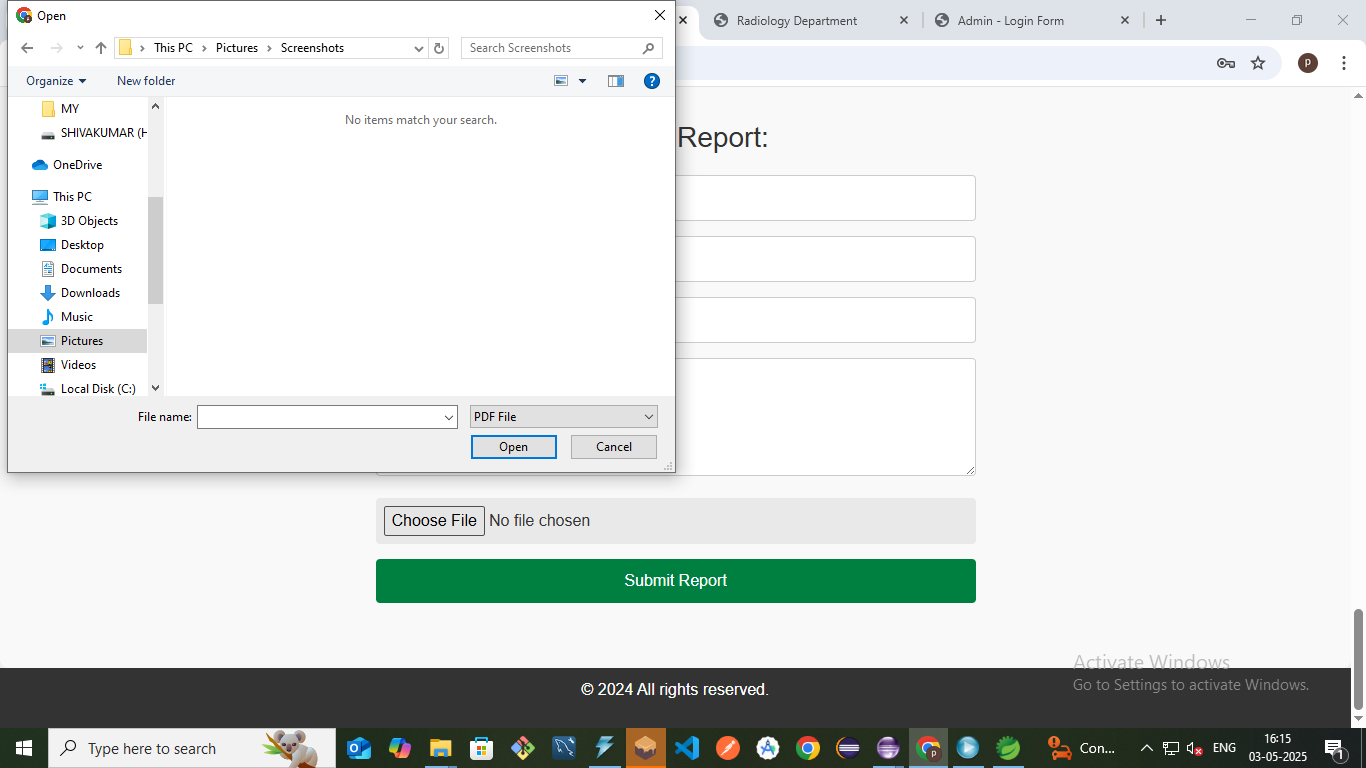 Open
Radiology Department
Admin - Login Form
This PC
Pictures
Screenshots
Search Screenshots
Organize
New folder
P
MY
SHIVAKUMAR (H
OneDrive
This PC
3D Objects
Desktop
Documents
Downloads
Music
Pictures
Videos
Local Disk (C:)
No items match your search.
Report:
File name:
PDF File
Open
Cancel
Choose File No file chosen
Submit Report
Activate Windows
Go to Settings to activate Windows.
© 2024 All rights reserved.
Type here to search
Con...
ENG
16:15
03-05-2025
1